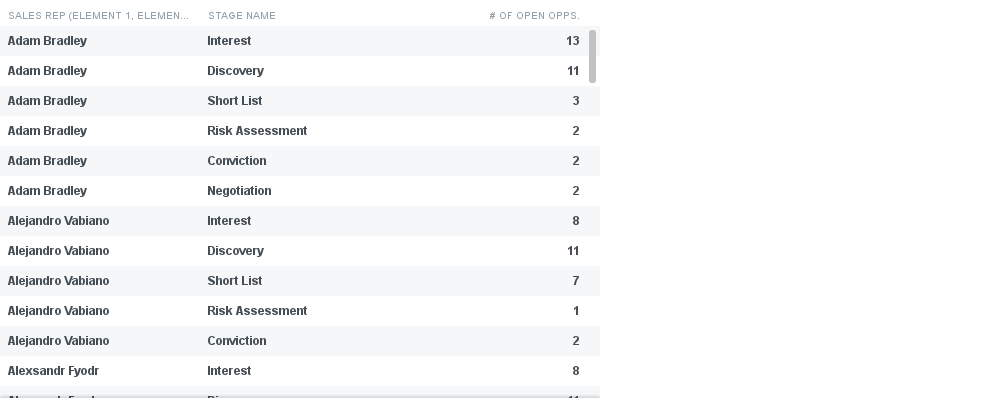 SALES REP (ELEMENT 1, ELEMEN... STAGE NAME # OF OPEN OPPS.
Adam Bradley Interest 13
Adam Bradley Discovery 11
Adam Bradley Short List 3
Adam Bradley Risk Assessment 2
Adam Bradley Conviction 2
Adam Bradley Negotiation 2
Alejandro Vabiano Interest 8
Alejandro Vabiano Discovery 11
Alejandro Vabiano Short List 7
Alejandro Vabiano Risk Assessment 1
Alejandro Vabiano Conviction 2
Alexsandr Fyodr Interest 8